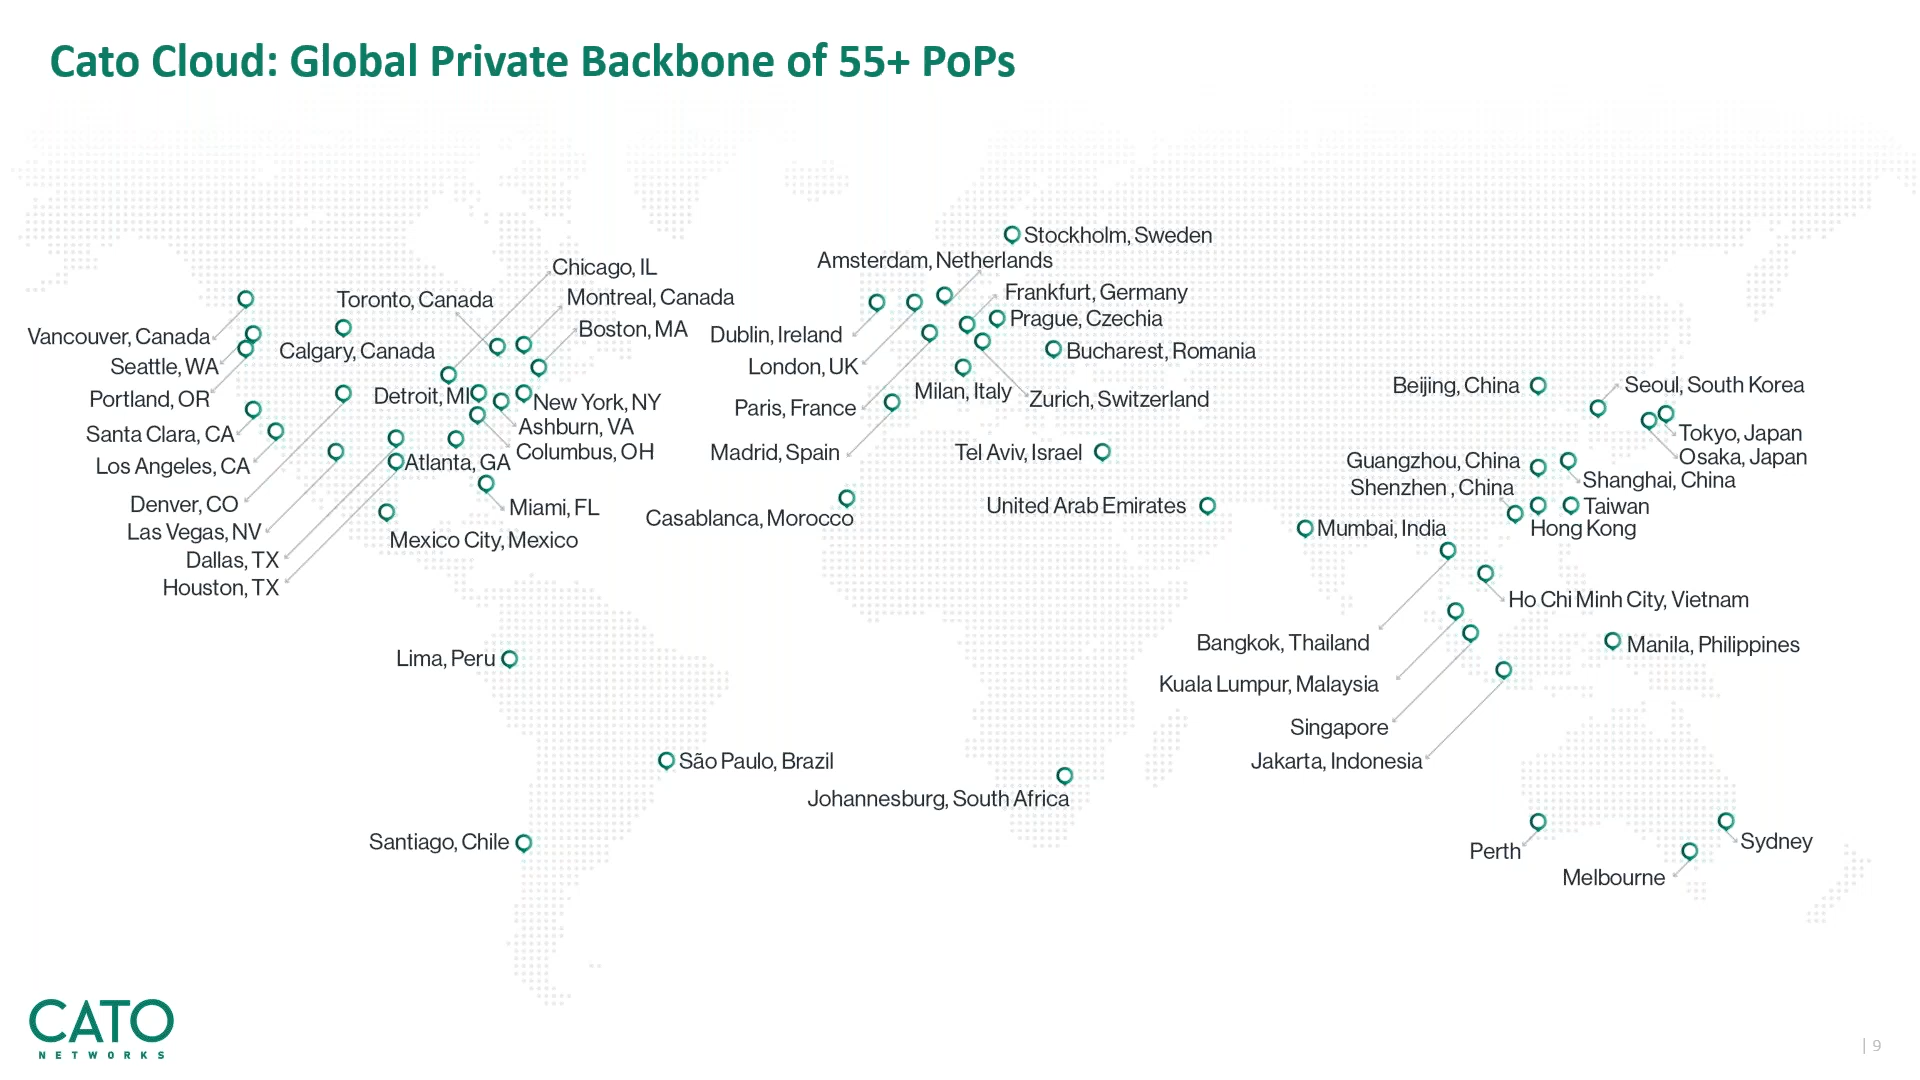 Cato Cloud: Global Private Backbone of 55+ PoPs
Stockholm, Sweden
Amsterdam, Netherlands
Chicago, IL
Frankfurt, Germany
Toronto, Canada
Montreal, Canada
Prague, Czechia
Boston, MA
Dublin, Ireland
Vancouver, Canada
Calgary, Canada
Bucharest, Romania
Seattle, WA
London, UK
Beijing, China
Seoul, South Korea
Portland, OR
Detroit, MI
New York, NY
Milan, Italy
Zurich, Switzerland
Paris, France
Ashburn, VA
Santa Clara, CA
Tokyo, Japan
Columbus, OH
Madrid, Spain
Tel Aviv, Israel
Osaka, Japan
Los Angeles, CA
Atlanta, GA
Guangzhou, China
Shanghai, China
Shenzhen , China
Denver, CO
Miami, FL
United Arab Emirates
Taiwan
Casablanca, Morocco
Las Vegas, NV
Mexico City, Mexico
Mumbai, India
Hong Kong
Dallas, TX
Houston, TX
Ho Chi Minh City, Vietnam
Bangkok, Thailand
Manila, Philippines
Lima, Peru
Kuala Lumpur, Malaysia
Singapore
São Paulo, Brazil
Jakarta, Indonesia
Johannesburg, South Africa
Santiago, Chile
Perth
Sydney
Melbourne
CATO
NETWORKS
| 9